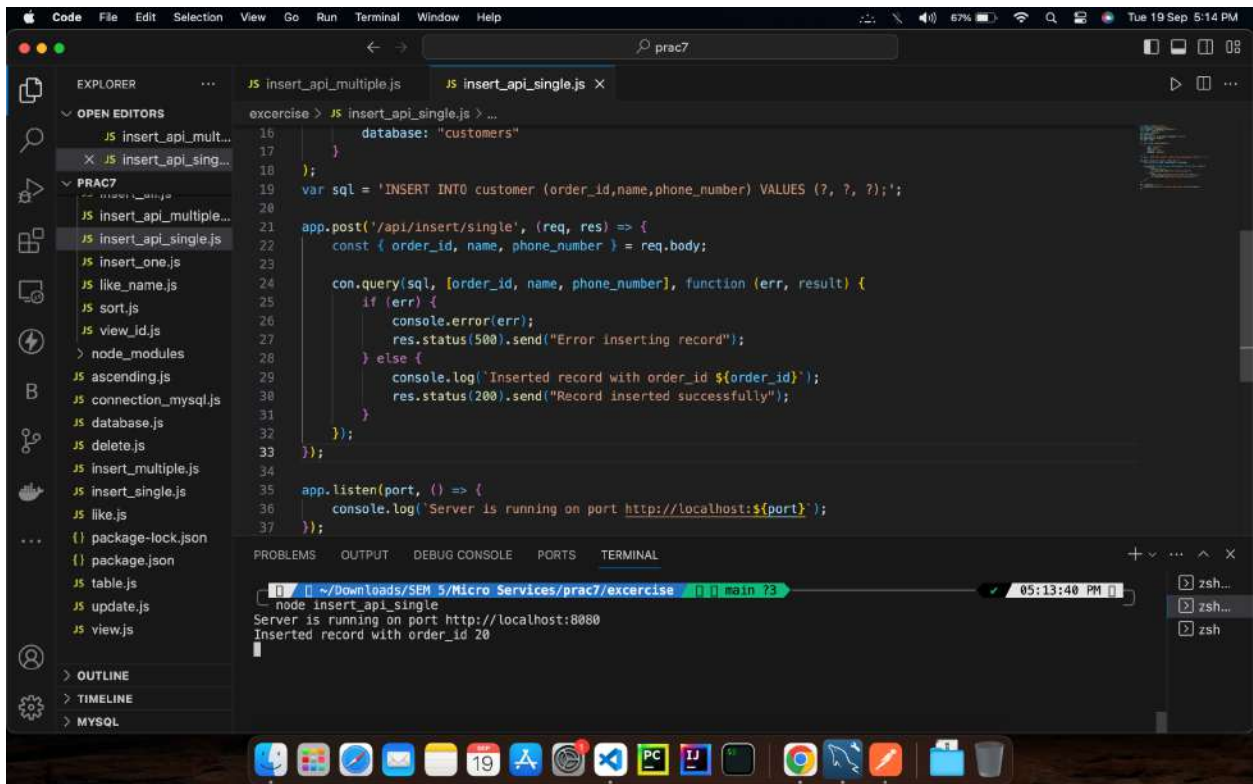 Code File Edit Selection View Go Run Terminal Window Help 67% Tue 19 Sep 5:14 PM
prac7
EXPLORER
JS insert_api_multiple.js JS insert_api_single.js
OPEN EDITORS
JS insert_api_mult...
JS insert_api_sing...
PRAC7
JS insert_api_multiple...
JS insert_api_single.js
JS insert_one.js
JS like_name.js
JS sort.js
JS view_id.js
node_modules
JS ascending.js
JS connection_mysql.js
JS database.js
JS delete.js
JS insert_multiple.js
JS insert_single.js
JS like.js
{} package-lock.json
{} package.json
JS table.js
JS update.js
JS view.js
OUTLINE
TIMELINE
MYSQL
excercise > JS insert_api_single.js > ...
16 database: "customers"
17 }
18 );
19 var sql = 'INSERT INTO customer (order_id,name,phone_number) VALUES (?, ?, ?);';
20
21 app.post('/api/insert/single', (req, res) => {
22 const { order_id, name, phone_number } = req.body;
23
24 con.query(sql, [order_id, name, phone_number], function (err, result) {
25 if (err) {
26 console.error(err);
27 res.status(500).send("Error inserting record");
28 } else {
29 console.log(`Inserted record with order_id ${order_id}`);
30 res.status(200).send("Record inserted successfully");
31 }
32 });
33 });
34
35 app.listen(port, () => {
36 console.log(`Server is running on port http://localhost:${port}`);
37 });
PROBLEMS OUTPUT DEBUG CONSOLE PORTS TERMINAL
~/Downloads/SEM 5/Micro Services/prac7/excercise main ?3 05:13:40 PM
node insert_api_single
Server is running on port http://localhost:8080
Inserted record with order_id 20
zsh...
zsh...
zsh
SEP
19
PC
IJ